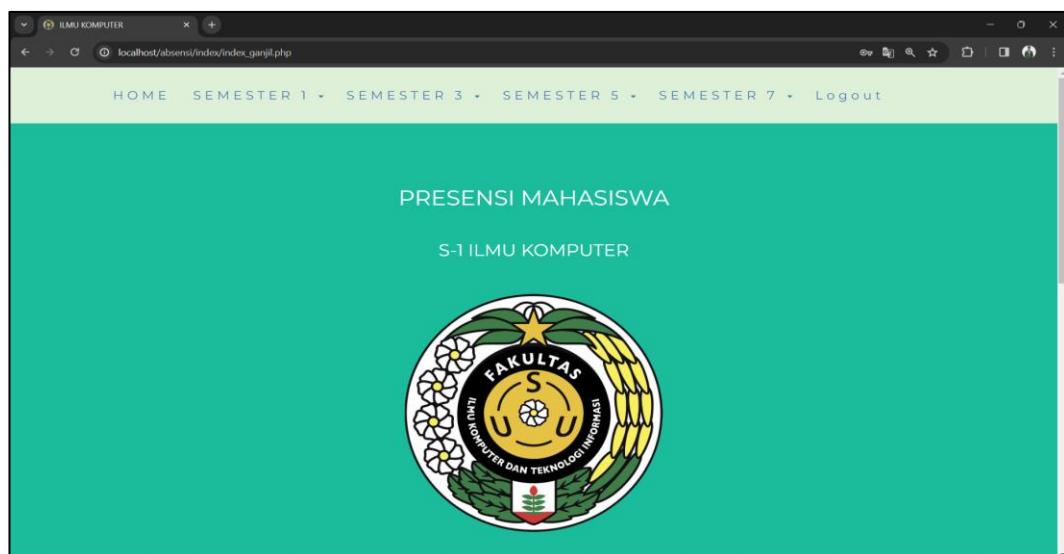 ILMU KOMPUTER
localhost/absensi/index/index_ganjil.php
HOME SEMESTER 1 SEMESTER 3 SEMESTER 5 SEMESTER 7 Logout
PRESENSI MAHASISWA
S-1 ILMU KOMPUTER
FAKULTAS
U S U
ILMU KOMPUTER DAN TEKNOLOGI INFORMASI